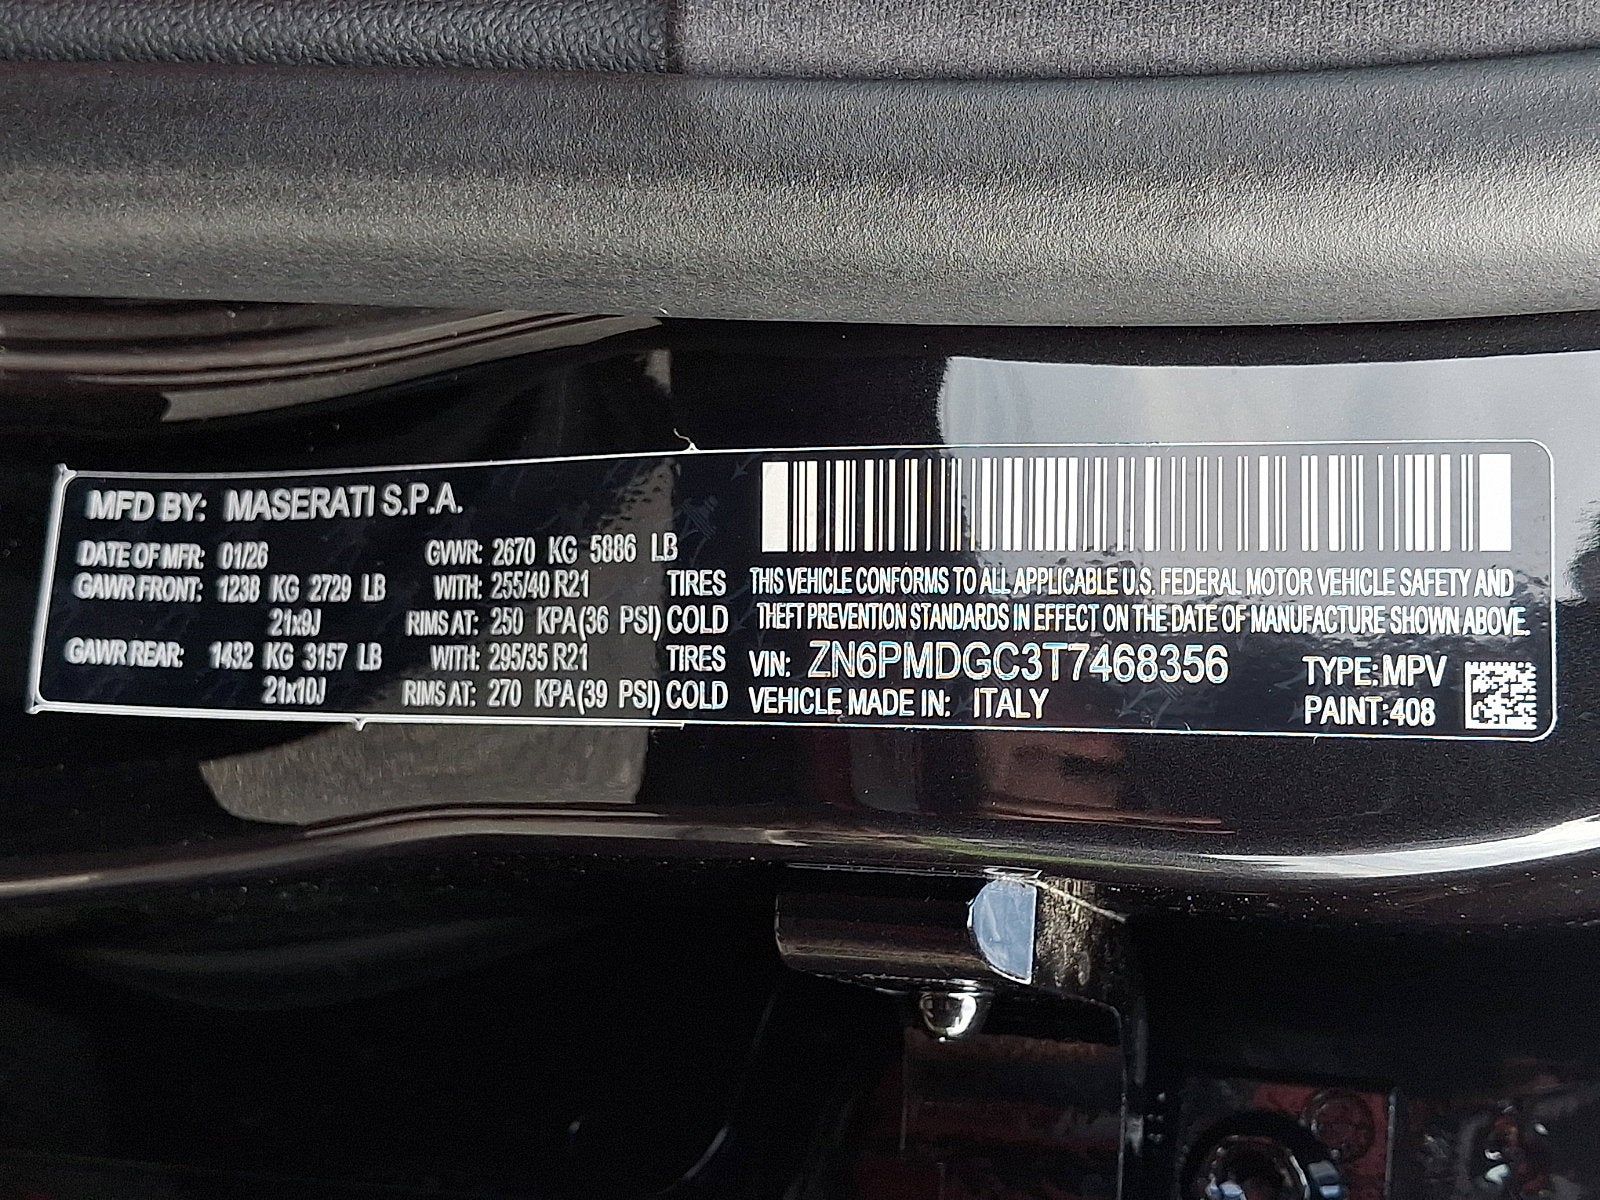 MFD BY: MASERATI S.P.A.
DATE OF MFR: 01/26 GVWR: 2670 KG 5886 LB
GAWR FRONT: 1238 KG 2729 LB WITH: 255/40 R21 TIRES
21x9J RIMS AT: 250 KPA(36 PSI) COLD
GAWR REAR: 1432 KG 3157 LB WITH: 295/35 R21 TIRES
21x10J RIMS AT: 270 KPA(39 PSI) COLD
THIS VEHICLE CONFORMS TO ALL APPLICABLE U.S. FEDERAL MOTOR VEHICLE SAFETY AND
THEFT PREVENTION STANDARDS IN EFFECT ON THE DATE OF MANUFACTURE SHOWN ABOVE.
VIN: ZN6PMDGC3T7468356 TYPE:MPV
VEHICLE MADE IN: ITALY PAINT:408